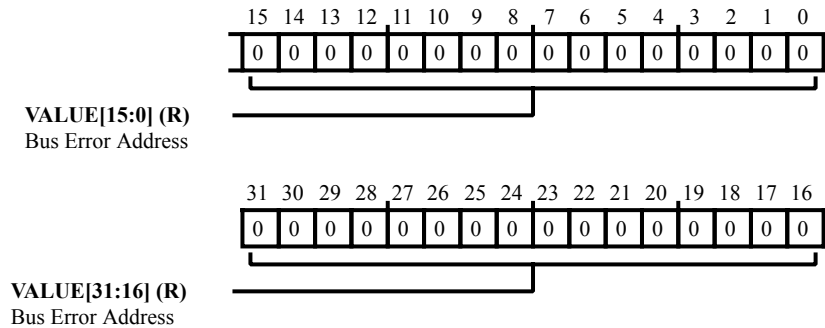 15 14 13 12 11 10 9 8 7 6 5 4 3 2 1 0
0 0 0 0 0 0 0 0 0 0 0 0 0 0 0 0
VALUE[15:0] (R)
Bus Error Address
31 30 29 28 27 26 25 24 23 22 21 20 19 18 17 16
0 0 0 0 0 0 0 0 0 0 0 0 0 0 0 0
VALUE[31:16] (R)
Bus Error Address